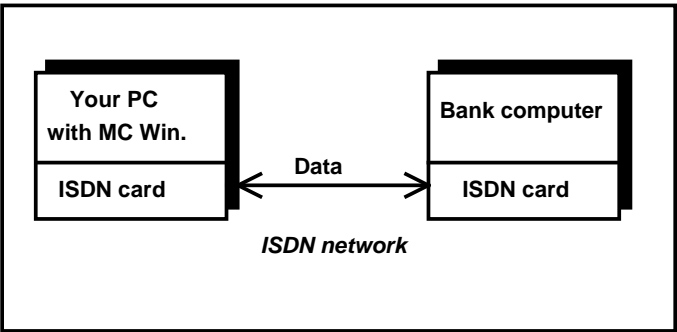 Your PC
with MC Win.
ISDN card
Data
Bank computer
ISDN card
ISDN network